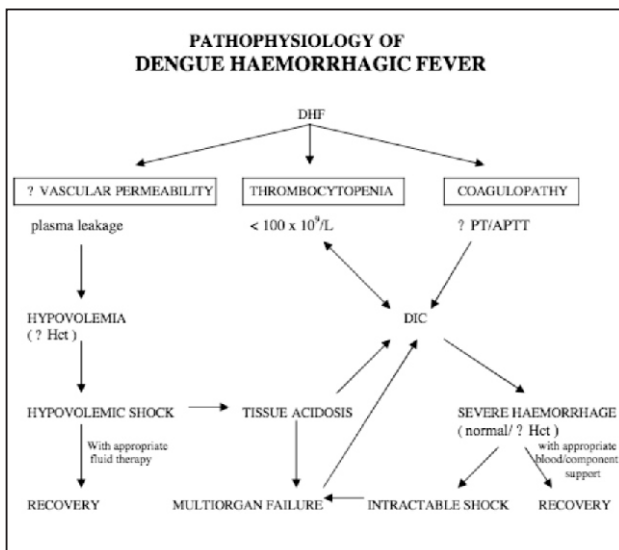 PATHOPHYSIOLOGY OF
DENGUE HAEMORRHAGIC FEVER
DHF
? VASCULAR PERMEABILITY
THROMBOCYTOPENIA
COAGULOPATHY
plasma leakage
< 100 x 10⁹/L
? PT/APTT
HYPOVOLEMIA
( ? Hct )
DIC
HYPOVOLEMIC SHOCK
TISSUE ACIDOSIS
SEVERE HAEMORRHAGE
( normal/ ? Hct )
With appropriate
fluid therapy
with appropriate
blood/component
support
RECOVERY
MULTIORGAN FAILURE
INTRACTABLE SHOCK
RECOVERY